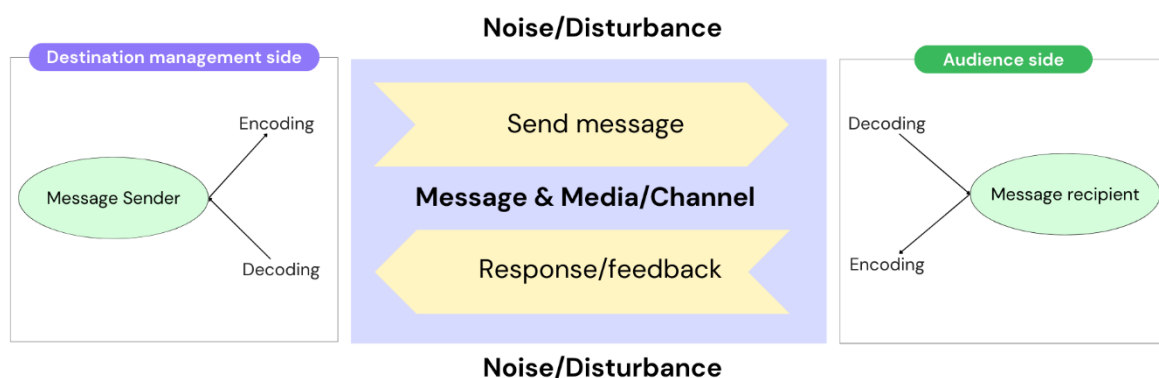 Noise/Disturbance
Destination management side
Audience side
Encoding
Message Sender
Decoding
Send message
Message & Media/Channel
Response/feedback
Decoding
Message recipient
Encoding
Noise/Disturbance